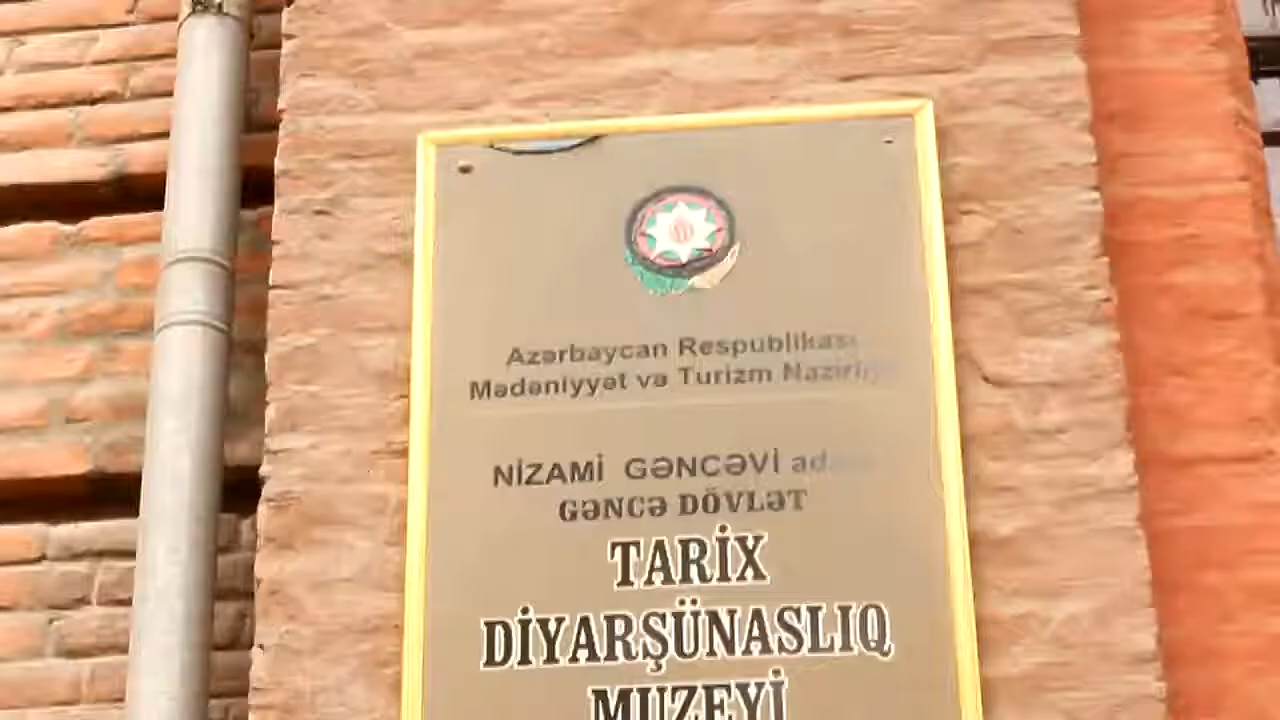 Azərbaycan Respublikası
Mədəniyyət və Turizm
NİZAMİ GƏNCƏVİ
GƏNCƏ DÖVLƏT
TARİX
DİYARŞÜNASLIQ
MUZEYİ